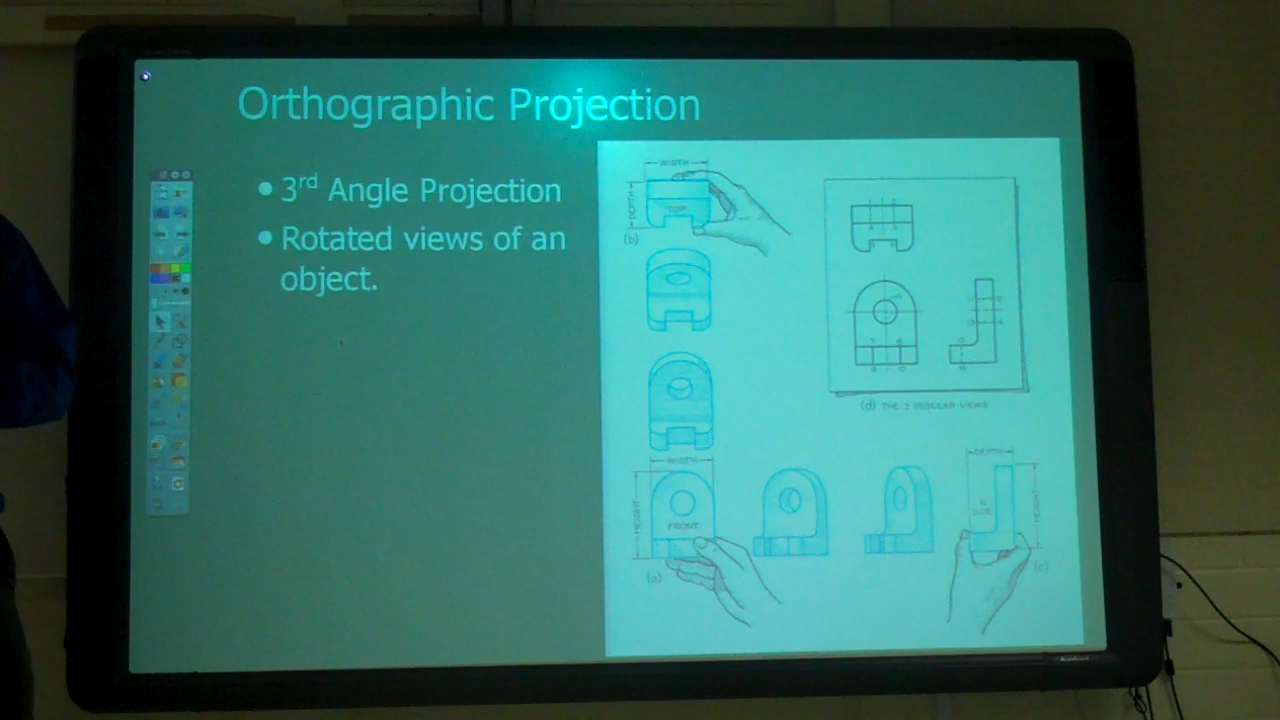 Orthographic Projection
• 3rd Angle Projection
• Rotated views of an
object.
WIDTH
DEPTH
TOP
WIDTH
HEIGHT
FRONT
(d) THE 3 REGULAR VIEWS
DEPTH
HEIGHT
R
SIDE
(c)